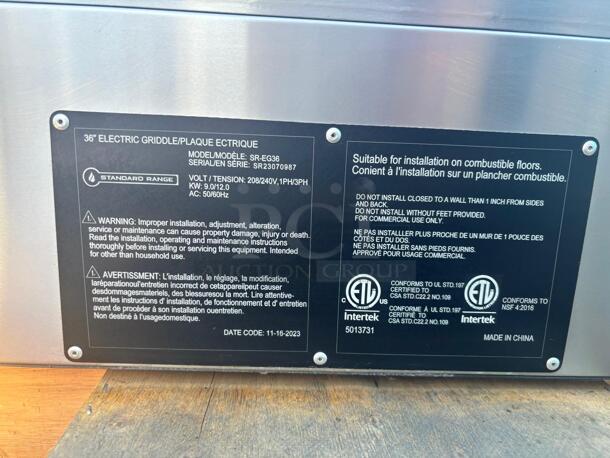 36" ELECTRIC GRIDDLE/PLAQUE ECTRIQUE
MODEL/MODÈLE: SR-EG36
SERIAL/EN SÉRIE: SR23070987
STANDARD RANGE
VOLT / TENSION: 208/240V,1PH/3PH
KW: 9.0/12.0
AC: 50/60Hz
WARNING: Improper installation, adjustment, alteration,
service or maintenance can cause property damage, injury or death.
Read the installation, operating and maintenance instructions
thoroughly before installing or servicing this equipment. Intended
for other than household use.
AVERTISSEMENT: L'installation, le réglage, la modification,
laréparationoul'entretien incorrect de cetappareilpeut causer
desdommagesmateriels, des blessuresou la mort. Lire attentive-
ment les instructions d' installation, de fonctionnement et d' entretien
avant de procéder à son installation ouentretien.
Non destiné à l'usagedomestique.
DATE CODE: 11-16-2023
Suitable for installation on combustible floors.
Conient à l'installation sur un plancher combustible.
DO NOT INSTALL CLOSED TO A WALL THAN 1 INCH FROM SIDES
AND BACK.
DO NOT INSTALL WITHOUT FEET PROVIDED.
FOR COMMERCIAL USE ONLY.
NE PAS INSTALLER PLUS PROCHE DE UN MUR DE 1 POUCE DES
CÔTÉS ET DU DOS.
NE PAS INSTALLER SANS PIEDS FOURNIS.
APPROVÉ POUR USAGE COMMERCIAL.
C ETL US
LISTED
Intertek
5013731
CONFORMS TO UL STD.197
CERTIFIED TO
CSA STD.C22.2 NO.109
CONFORME À UL STD.197
CERTIFIÉ TO
CSA STD.C22.2 NO.109
ETL
Intertek
CONFORMS TO
NSF 4:2016
MADE IN CHINA